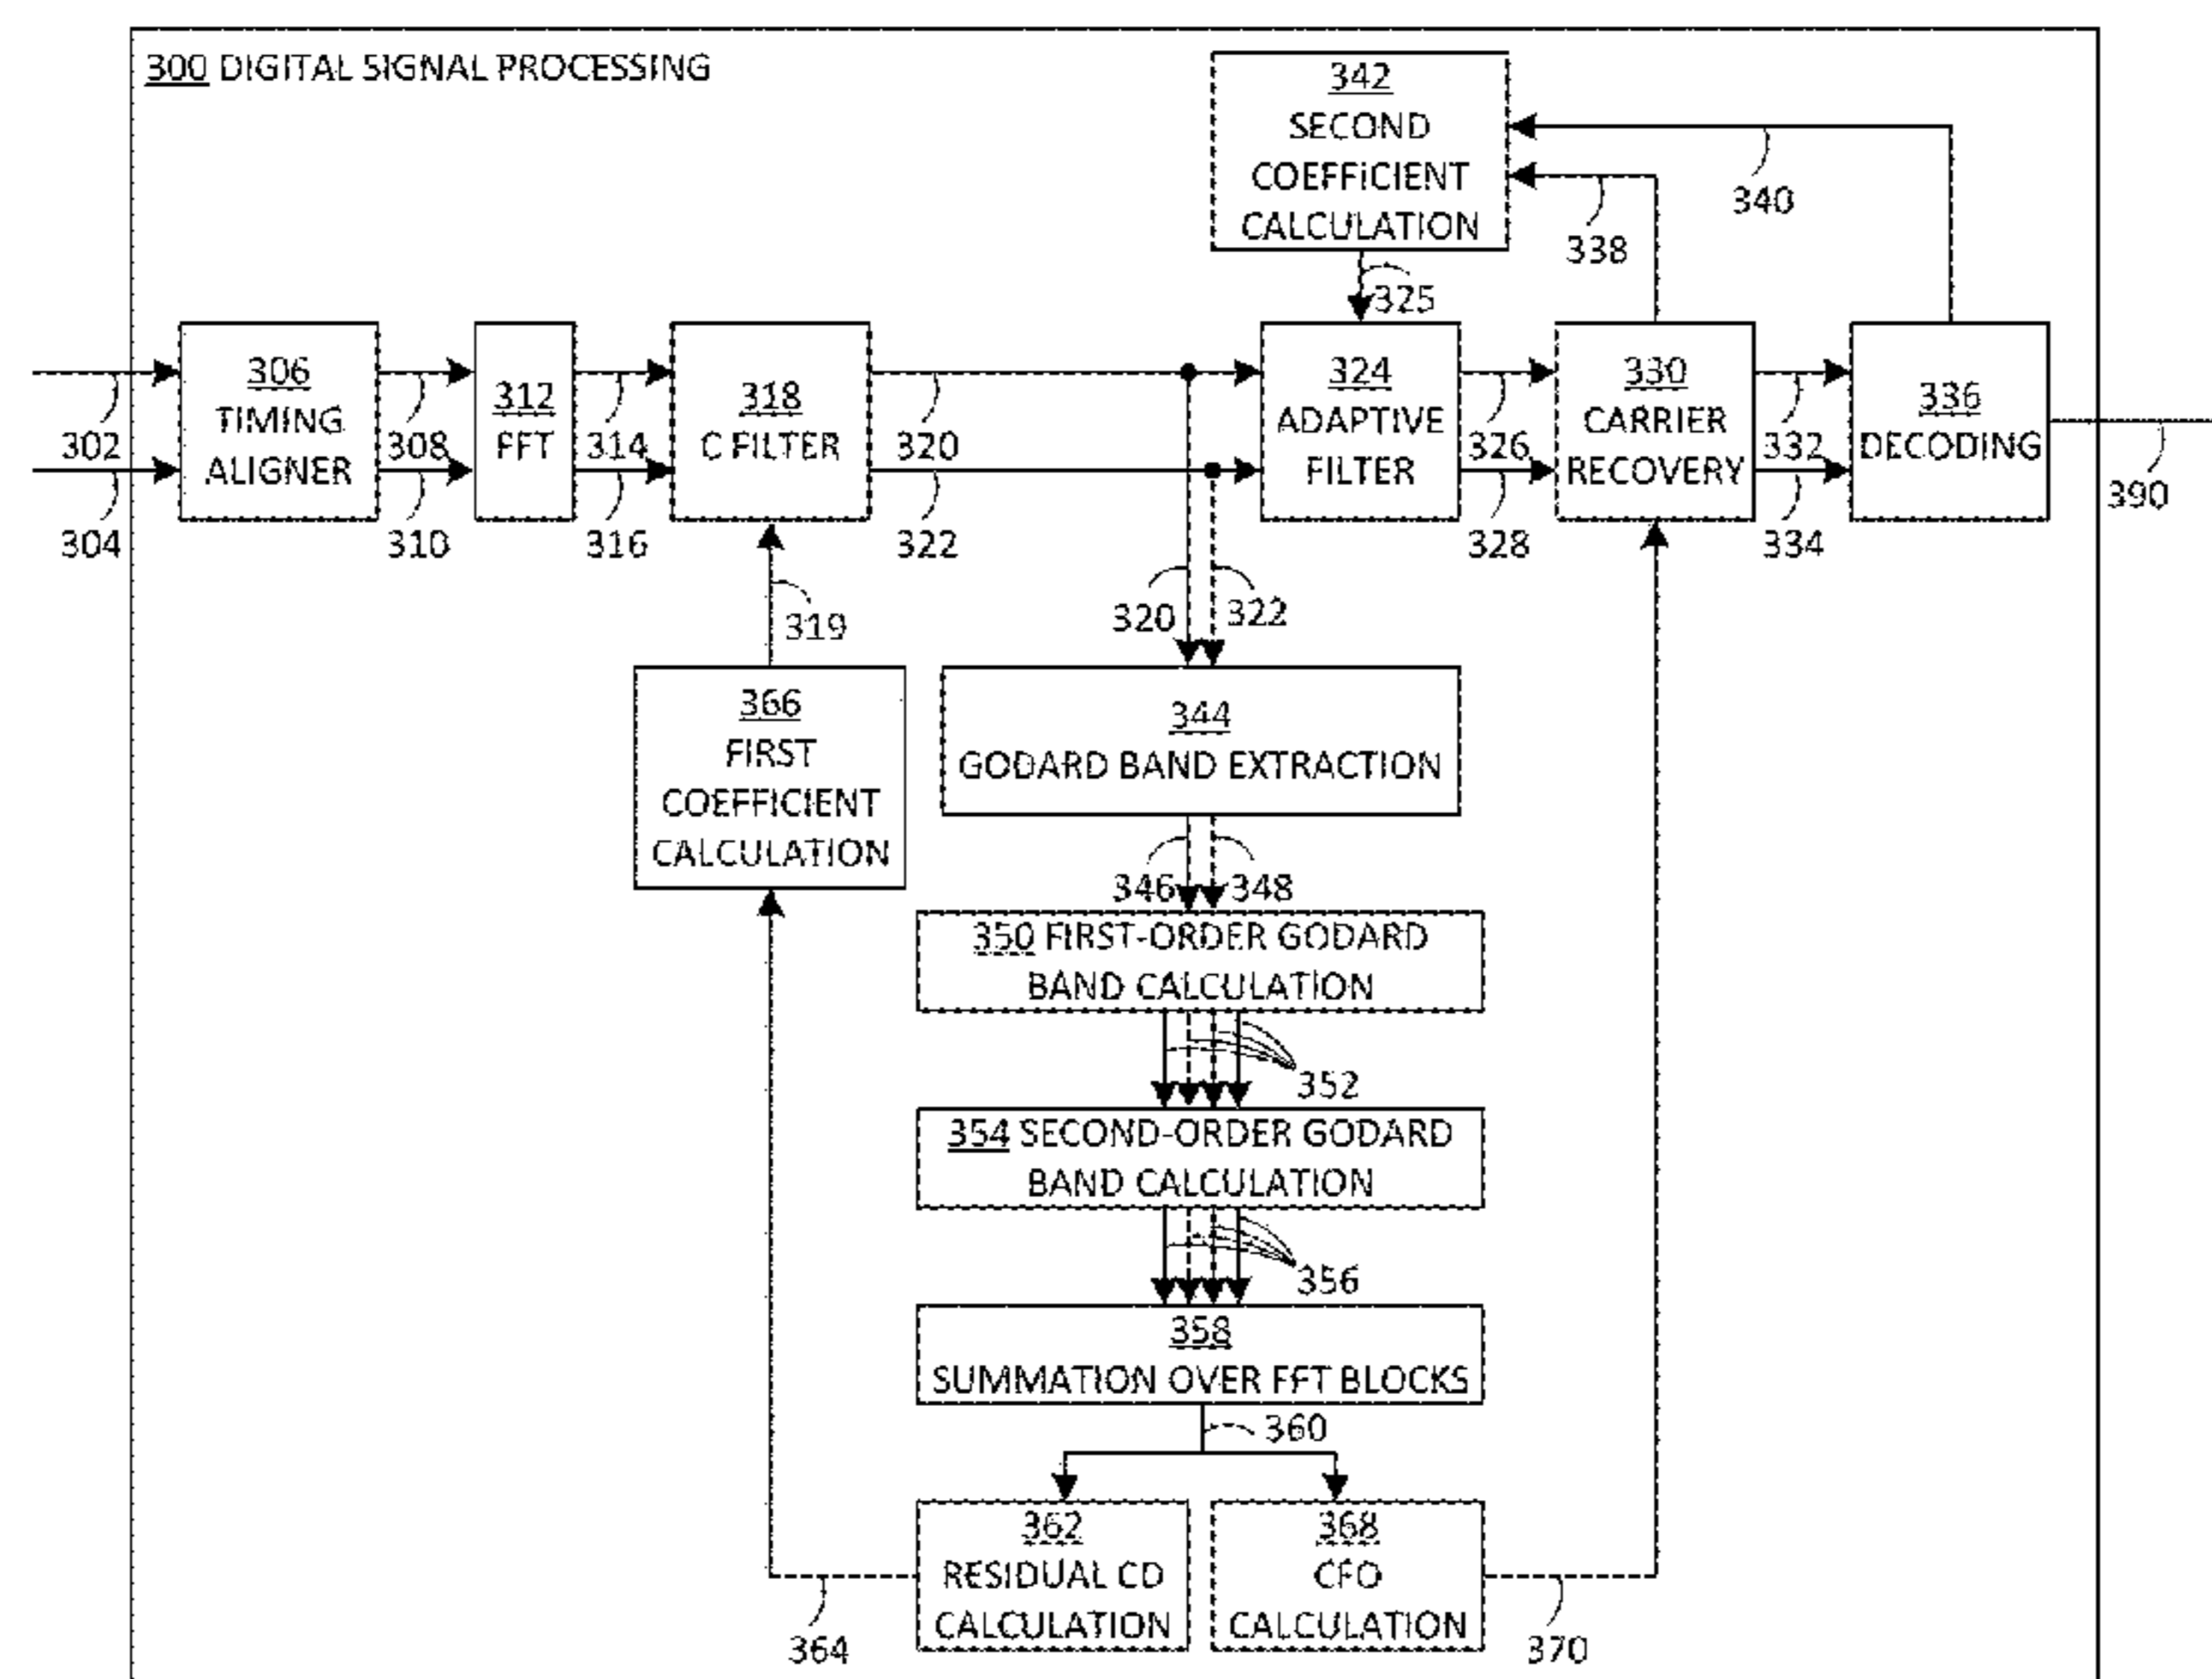 300 DIGITAL SIGNAL PROCESSING
342
SECOND
COEFFICIENT
CALCULATION
340
338
325
306
TIMING
ALIGNER
312
FFT
318
C FILTER
324
ADAPTIVE
FILTER
330
CARRIER
RECOVERY
336
DECODING
302
308
314
320
326
332
304
310
316
322
328
334
390
319
320
322
366
FIRST
COEFFICIENT
CALCULATION
344
GODARD BAND EXTRACTION
346
348
350 FIRST-ORDER GODARD
BAND CALCULATION
352
354 SECOND-ORDER GODARD
BAND CALCULATION
356
358
SUMMATION OVER FFT BLOCKS
360
362
RESIDUAL CD
CALCULATION
368
CFO
CALCULATION
364
370